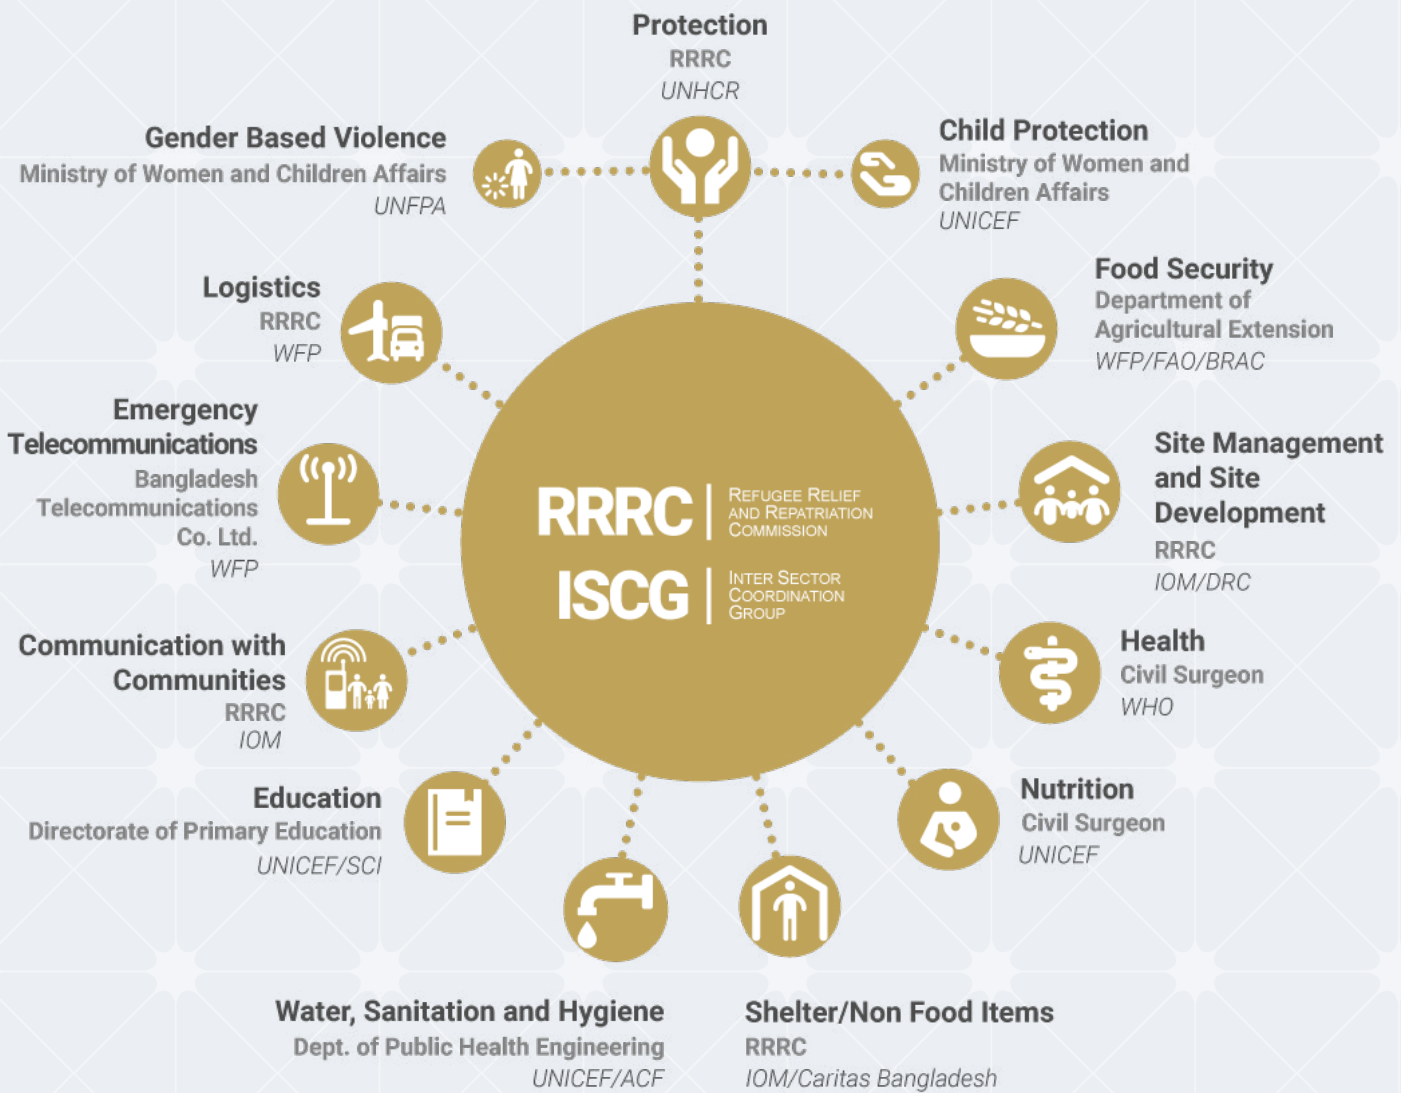 Protection
RRRC
UNHCR
Gender Based Violence
Ministry of Women and Children Affairs
UNFPA
Child Protection
Ministry of Women and
Children Affairs
UNICEF
Logistics
RRRC
WFP
Food Security
Department of
Agricultural Extension
WFP/FAO/BRAC
Emergency
Telecommunications
Bangladesh
Telecommunications
Co. Ltd.
WFP
Site Management
and Site
Development
RRRC
IOM/DRC
RRRC
REFUGEE RELIEF
AND REPATRIATION
COMMISSION
ISCG
INTER SECTOR
COORDINATION
GROUP
Communication with
Communities
RRRC
IOM
Health
Civil Surgeon
WHO
Education
Directorate of Primary Education
UNICEF/SCI
Nutrition
Civil Surgeon
UNICEF
Water, Sanitation and Hygiene
Dept. of Public Health Engineering
UNICEF/ACF
Shelter/Non Food Items
RRRC
IOM/Caritas Bangladesh